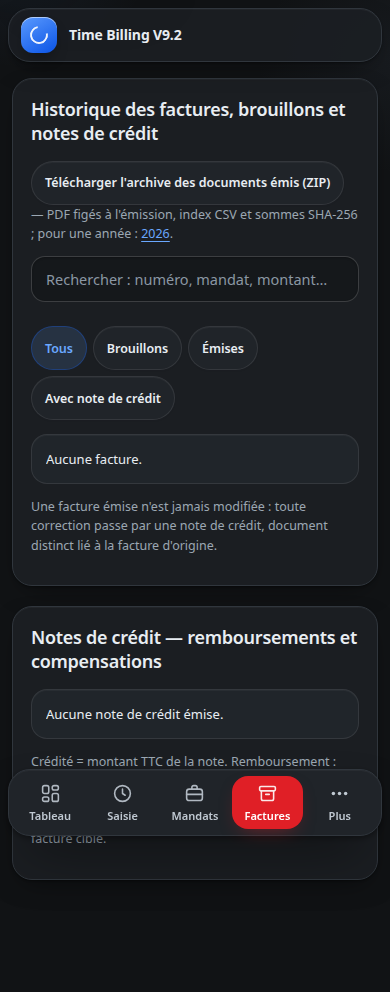 Time Billing V9.2
Historique des factures, brouillons et
notes de crédit
Télécharger l'archive des documents émis (ZIP)
— PDF figés à l'émission, index CSV et sommes SHA-256
; pour une année : 2026.
Rechercher : numéro, mandat, montant…
Tous
Brouillons
Émises
Avec note de crédit
Aucune facture.
Une facture émise n'est jamais modifiée : toute
correction passe par une note de crédit, document
distinct lié à la facture d'origine.
Notes de crédit — remboursements et
compensations
Aucune note de crédit émise.
Crédité = montant TTC de la note. Remboursement :
Tableau
Saisie
Mandats
Factures
Plus
facture cible.